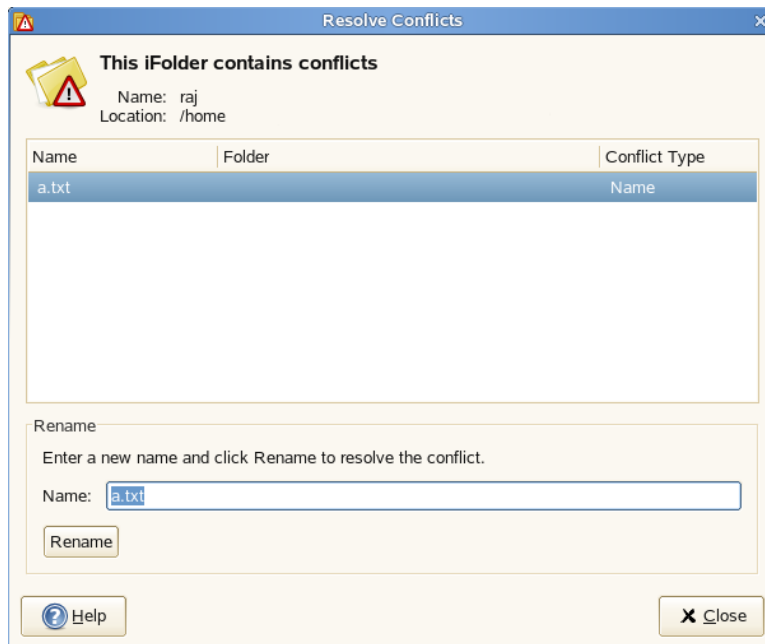 Resolve Conflicts
This iFolder contains conflicts
Name: raj
Location: /home
Name Folder Conflict Type
a.txt Name
Rename
Enter a new name and click Rename to resolve the conflict.
Name: a.txt
Rename
Help Close